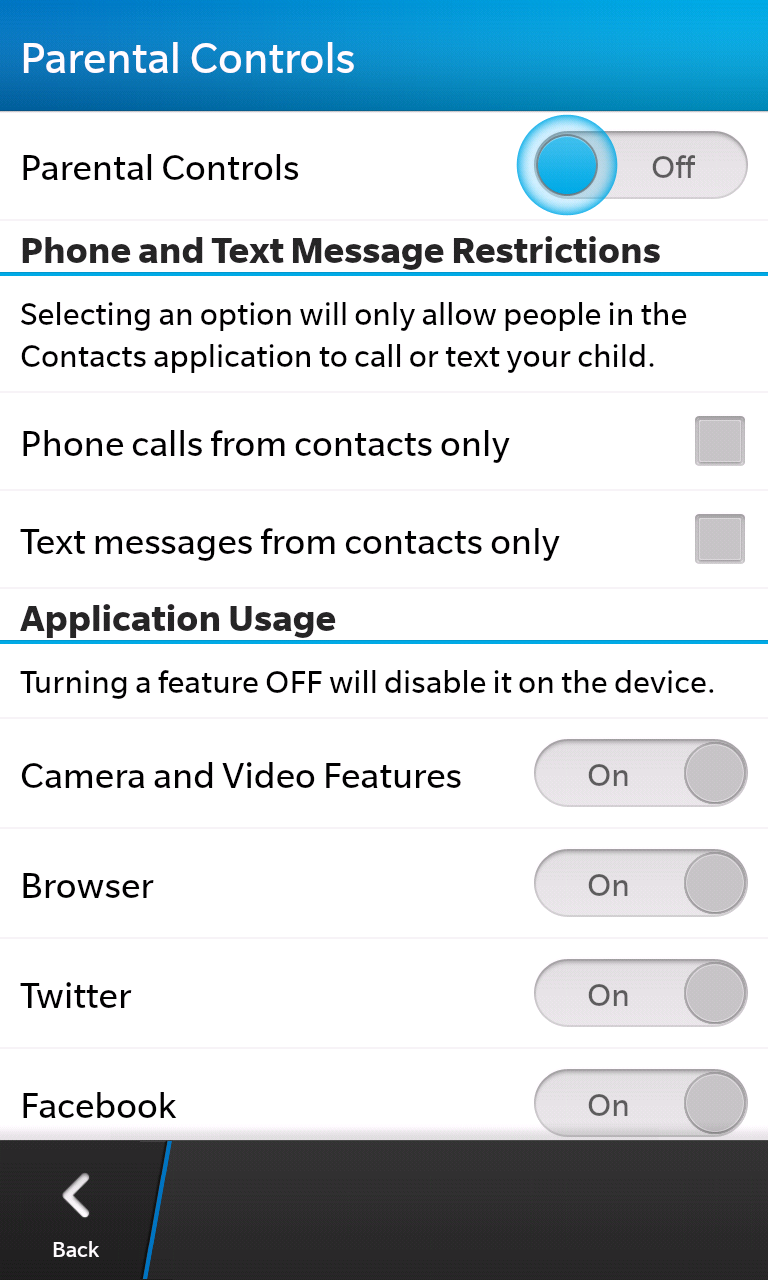 Parental Controls
Parental Controls Off
Phone and Text Message Restrictions
Selecting an option will only allow people in the
Contacts application to call or text your child.
Phone calls from contacts only
Text messages from contacts only
Application Usage
Turning a feature OFF will disable it on the device.
Camera and Video Features On
Browser On
Twitter On
Facebook On
Back